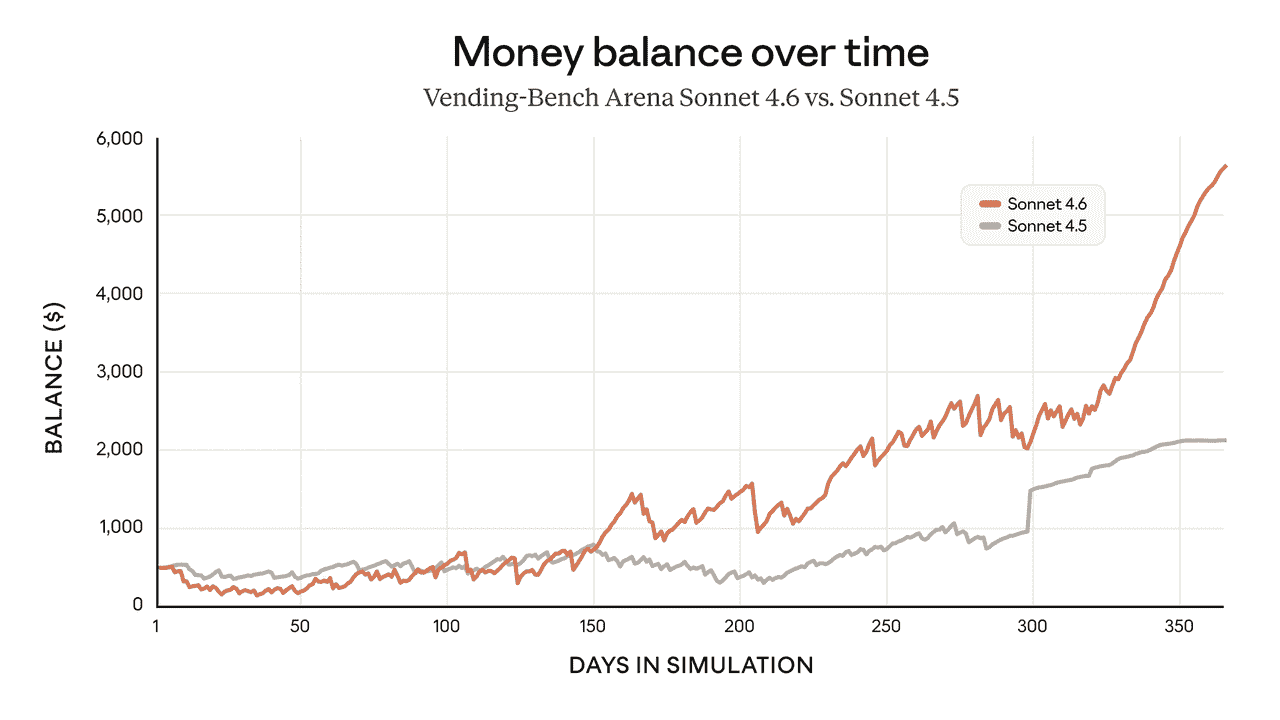 Money balance over time
Vending-Bench Arena Sonnet 4.6 vs. Sonnet 4.5
6,000
5,000
4,000
3,000
2,000
1,000
0
BALANCE ($)
Sonnet 4.6
Sonnet 4.5
1 50 100 150 200 250 300 350
DAYS IN SIMULATION